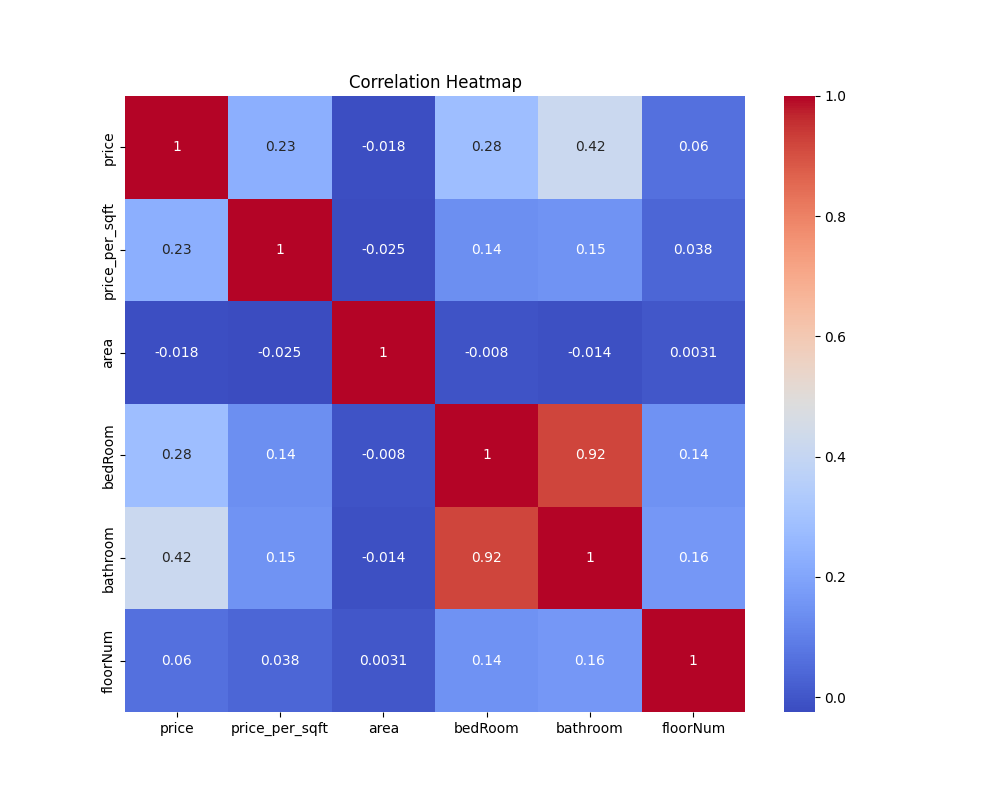 Correlation Heatmap
price 1 0.23 -0.018 0.28 0.42 0.06
price_per_sqft 0.23 1 -0.025 0.14 0.15 0.038
area -0.018 -0.025 1 -0.008 -0.014 0.0031
bedRoom 0.28 0.14 -0.008 1 0.92 0.14
bathroom 0.42 0.15 -0.014 0.92 1 0.16
floorNum 0.06 0.038 0.0031 0.14 0.16 1
price price_per_sqft area bedRoom bathroom floorNum
1.0
0.8
0.6
0.4
0.2
0.0